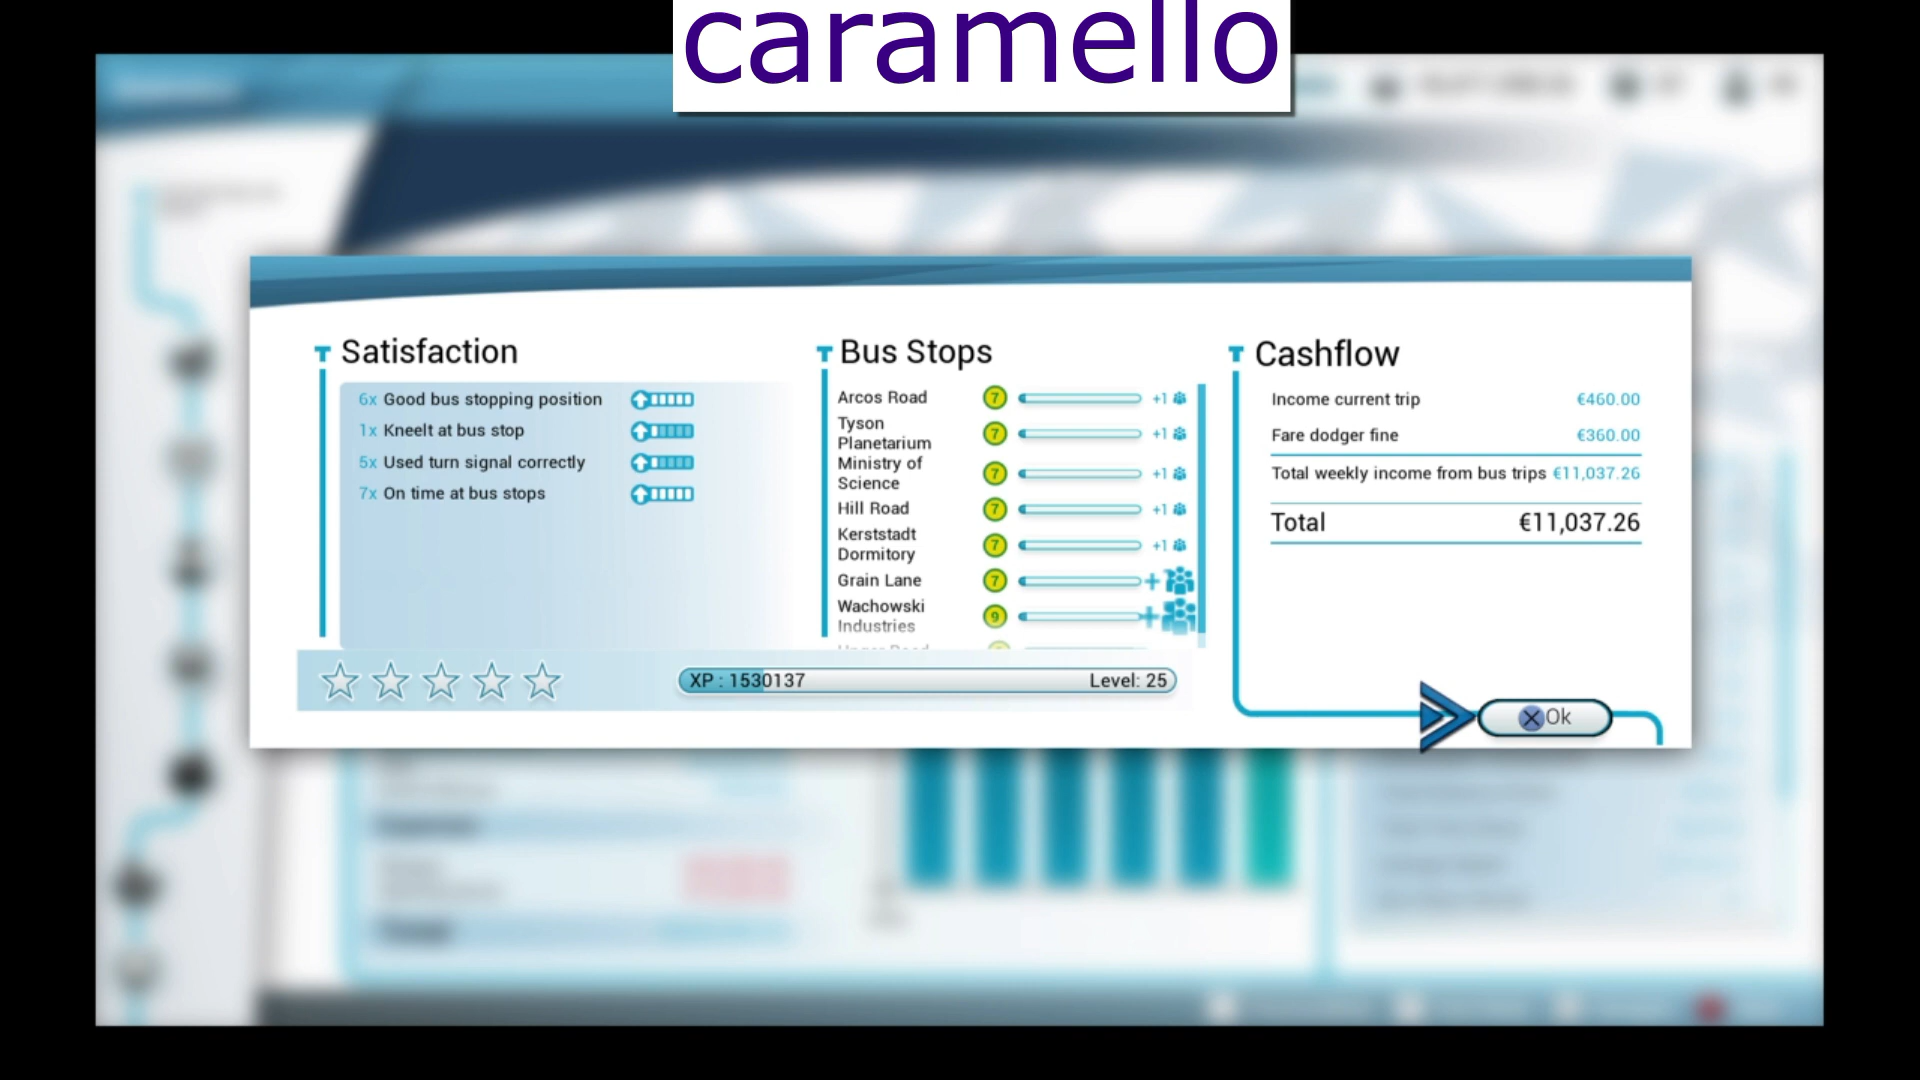 caramello
Satisfaction
6x Good bus stopping position
1x Kneelt at bus stop
5x Used turn signal correctly
7x On time at bus stops
Bus Stops
Arcos Road 7 +1
Tyson
Planetarium 7 +1
Ministry of
Science 7 +1
Hill Road 7 +1
Kerststadt
Dormitory 7 +1
Grain Lane 7 +
Wachowski
Industries 9 +
Cashflow
Income current trip €460.00
Fare dodger fine €360.00
Total weekly income from bus trips €11,037.26
Total €11,037.26
XP : 1530137 Level: 25
Ok